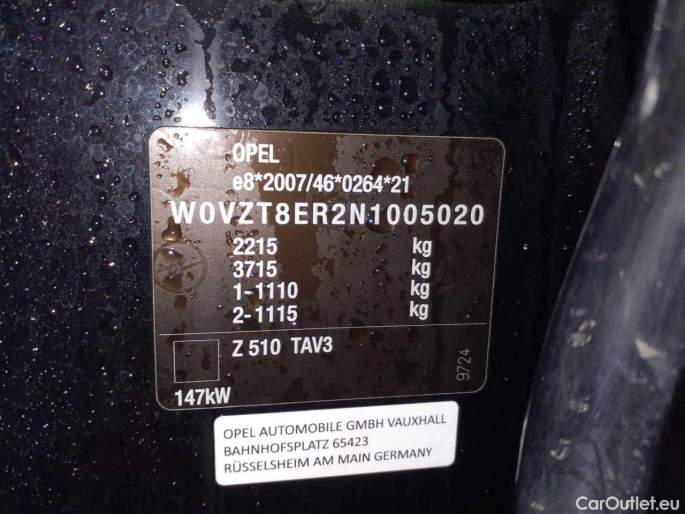 OPEL
e8*2007/46*0264*21
W0VZT8ER2N1005020
2215 kg
3715 kg
1-1110 kg
2-1115 kg
Z 510 TAV3
9724
147kW
OPEL AUTOMOBILE GMBH VAUXHALL
BAHNHOFSPLATZ 65423
RÜSSELSHEIM AM MAIN GERMANY
CarOutlet.eu